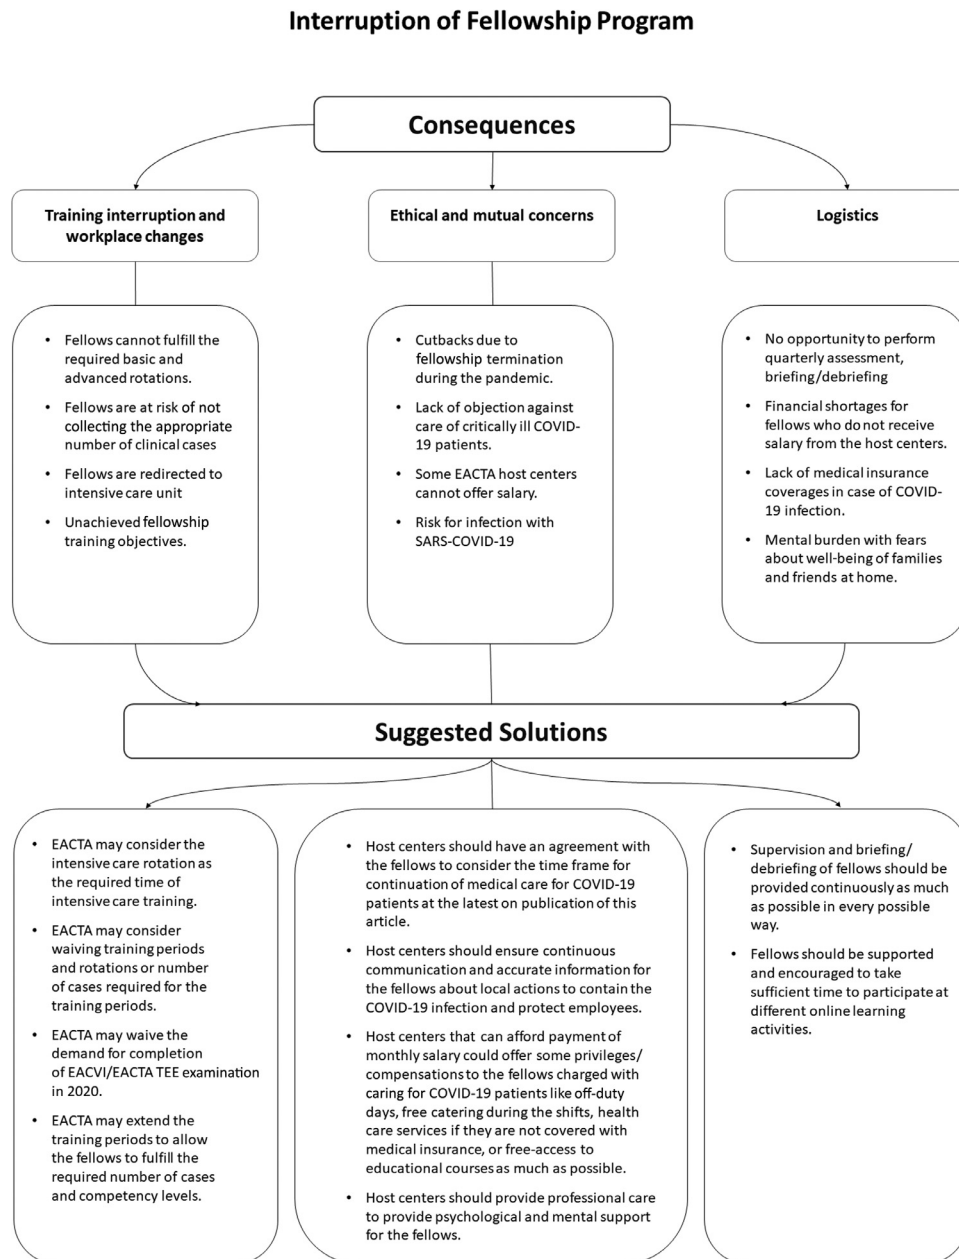 Interruption of Fellowship Program
Consequences
Training interruption and
workplace changes
Ethical and mutual concerns
Logistics
• Fellows cannot fulfill the
required basic and
advanced rotations.
• Fellows are at risk of not
collecting the appropriate
number of clinical cases
• Fellows are redirected to
intensive care unit
• Unachieved fellowship
training objectives.
• Cutbacks due to
fellowship termination
during the pandemic.
• Lack of objection against
care of critically ill COVID-
19 patients.
• Some EACTA host centers
cannot offer salary.
• Risk for infection with
SARS-COVID-19
• No opportunity to perform
quarterly assessment,
briefing/debriefing
• Financial shortages for
fellows who do not receive
salary from the host centers.
• Lack of medical insurance
coverages in case of COVID-
19 infection.
• Mental burden with fears
about well-being of families
and friends at home.
Suggested Solutions
• EACTA may consider the
intensive care rotation as
the required time of
intensive care training.
• EACTA may consider
waiving training periods
and rotations or number
of cases required for the
training periods.
• EACTA may waive the
demand for completion
of EACVI/EACTA TEE examination
in 2020.
• EACTA may extend the
training periods to allow
the fellows to fulfill the
required number of cases
and competency levels.
• Host centers should have an agreement with
the fellows to consider the time frame for
continuation of medical care for COVID-19
patients at the latest on publication of this
article.
• Host centers should ensure continuous
communication and accurate information for
the fellows about local actions to contain the
COVID-19 infection and protect employees.
• Host centers that can afford payment of
monthly salary could offer some privileges/
compensations to the fellows charged with
caring for COVID-19 patients like off-duty
days, free catering during the shifts, health
care services if they are not covered with
medical insurance, or free-access to
educational courses as much as possible.
• Host centers should provide professional care
to provide psychological and mental support
for the fellows.
• Supervision and briefing/
debriefing of fellows should be
provided continuously as much
as possible in every possible
way.
• Fellows should be supported
and encouraged to take
sufficient time to participate at
different online learning
activities.